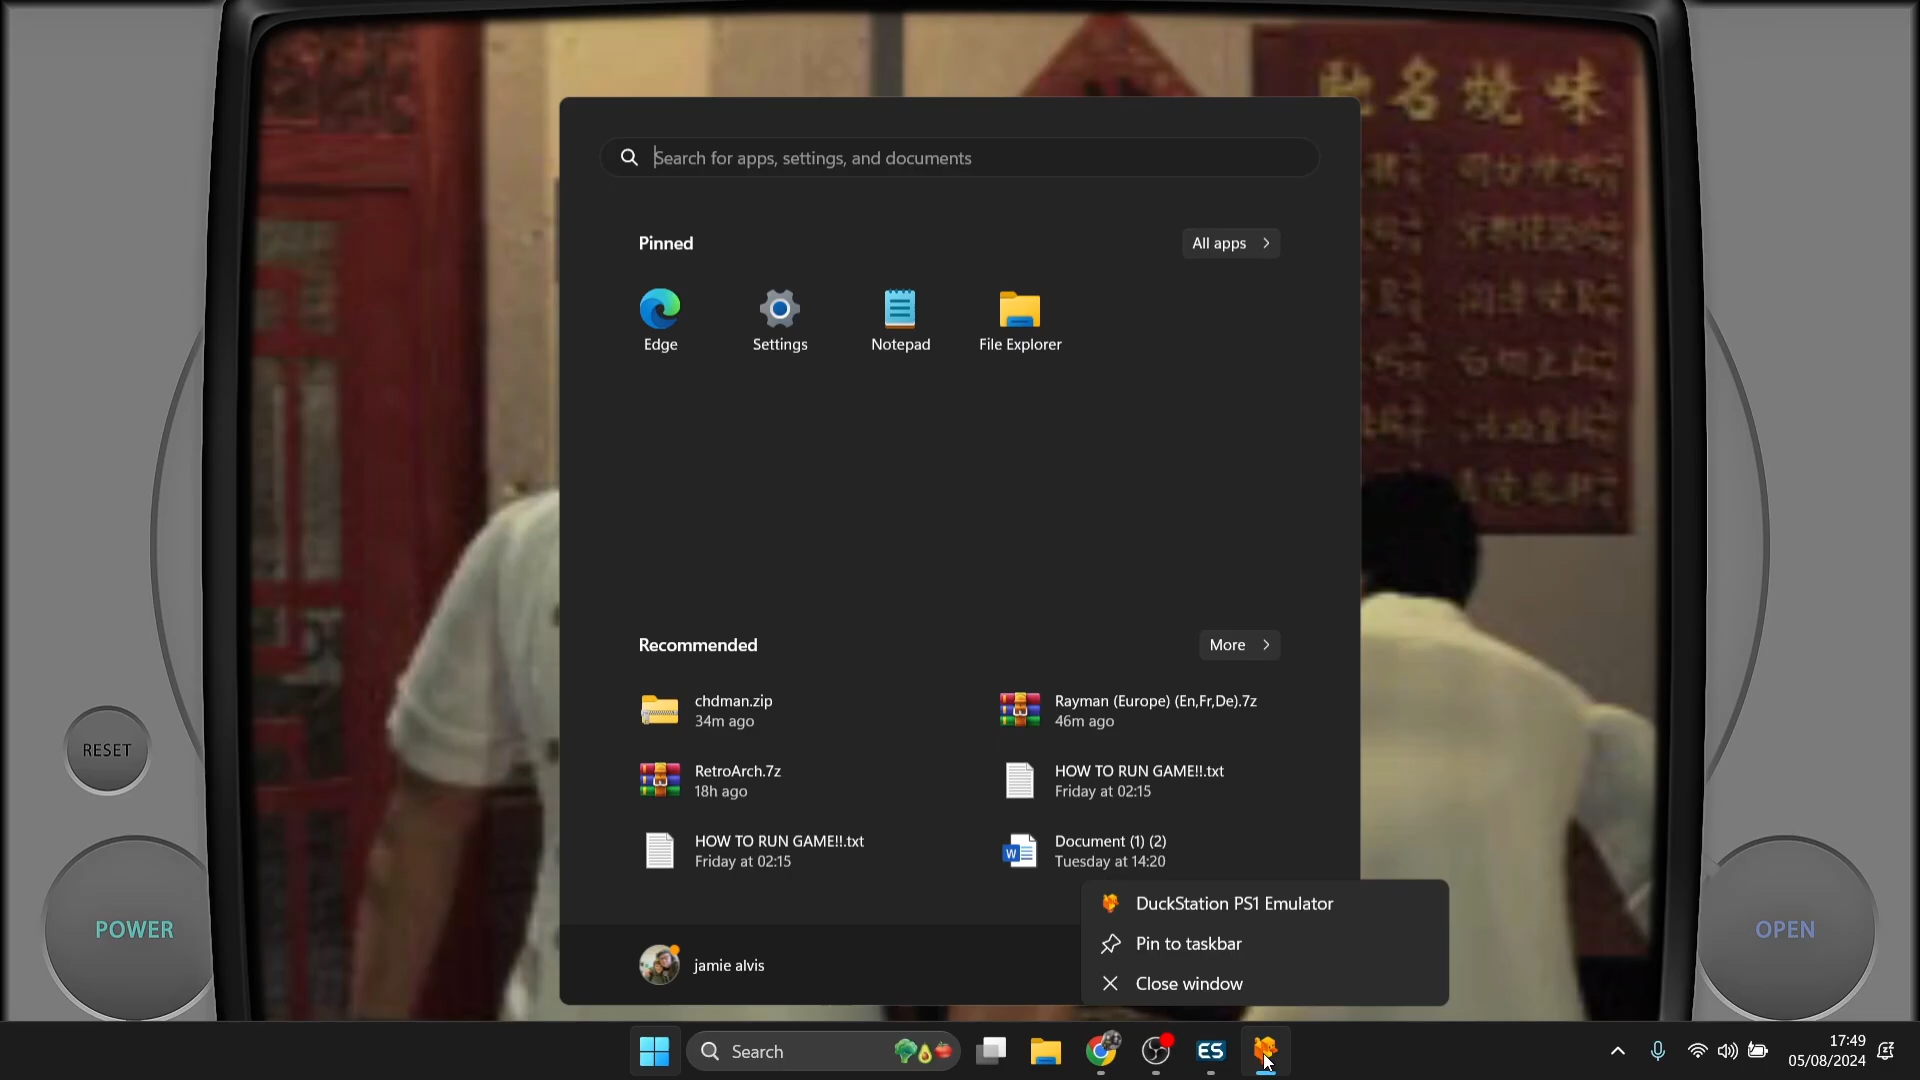 趣名燒味
Search for apps, settings, and documents
Pinned
All apps
Edge
Settings
Notepad
File Explorer
Recommended
More
chdman.zip
34m ago
Rayman (Europe) (En,Fr,De).7z
46m ago
RetroArch.7z
18h ago
HOW TO RUN GAME!!.txt
Friday at 02:15
HOW TO RUN GAME!!.txt
Friday at 02:15
Document (1) (2)
Tuesday at 14:20
DuckStation PS1 Emulator
Pin to taskbar
Close window
jamie alvis
RESET
POWER
OPEN
Search
ES
17:49
05/08/2024